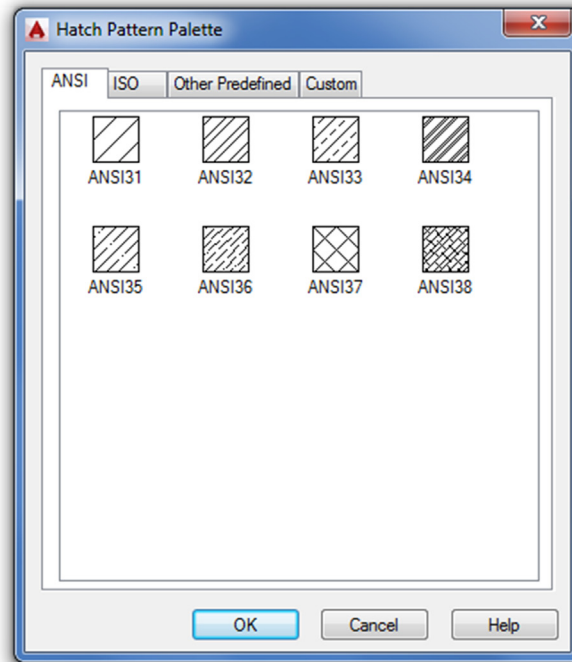 Hatch Pattern Palette
ANSI ISO Other Predefined Custom
ANSI31 ANSI32 ANSI33 ANSI34
ANSI35 ANSI36 ANSI37 ANSI38
OK Cancel Help